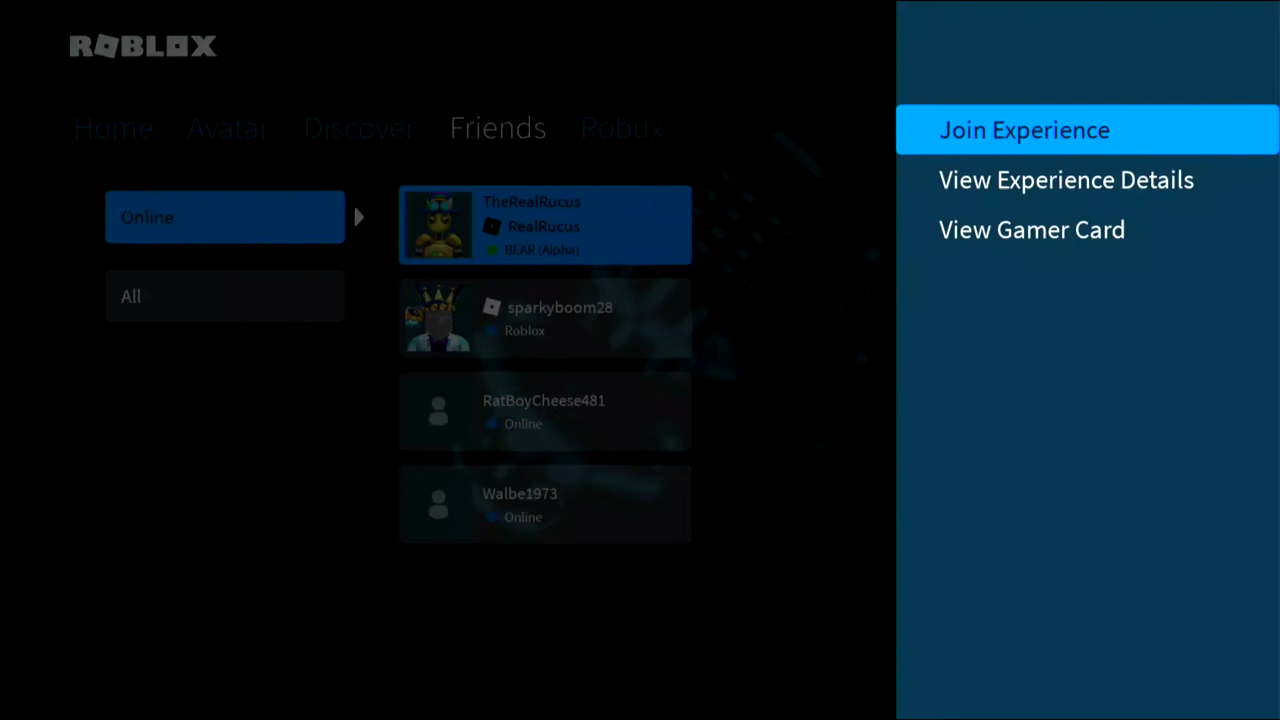 ROBLOX
Home Avatar Discover Friends Robux
Online
All
TheRealRucus
RealRucus
BEAR (Alpha)
sparkyboom28
Roblox
RatBoyCheese481
Online
Walbe1973
Online
Join Experience
View Experience Details
View Gamer Card